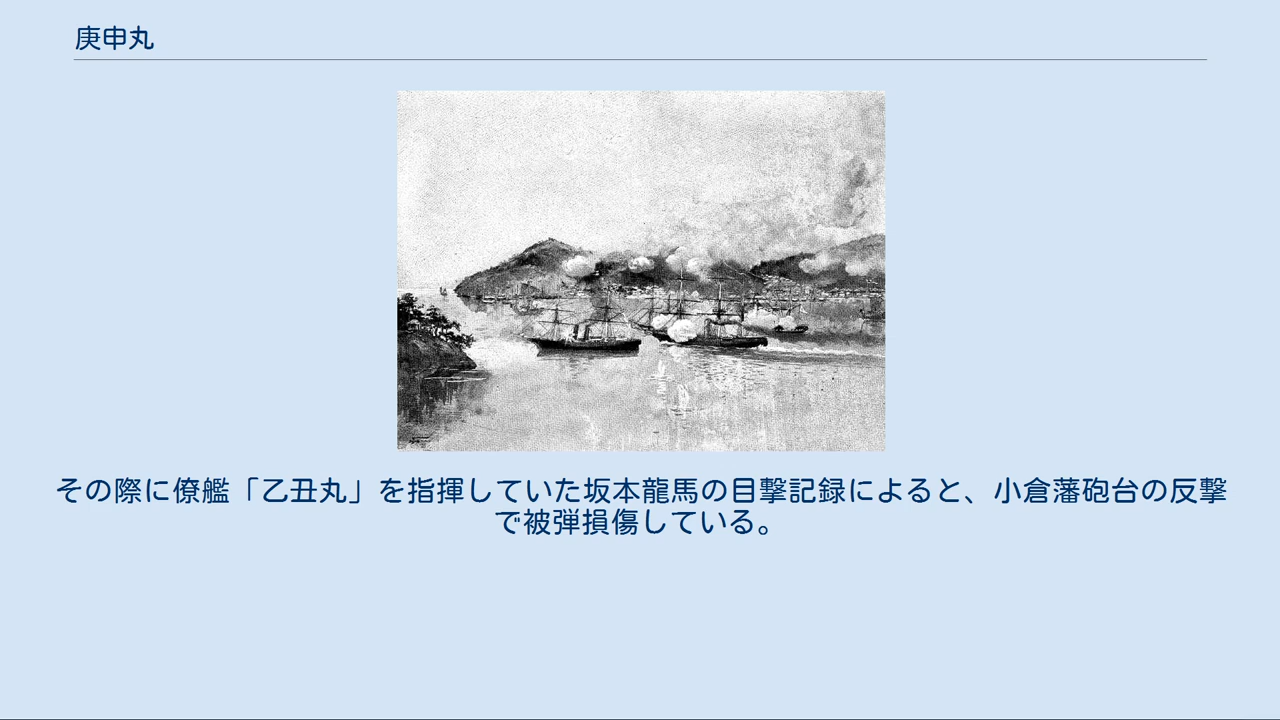 庚申丸
その際に僚艦「乙丑丸」を指揮していた坂本龍馬の目撃記録によると、小倉藩砲台の反撃
で被弾損傷している。